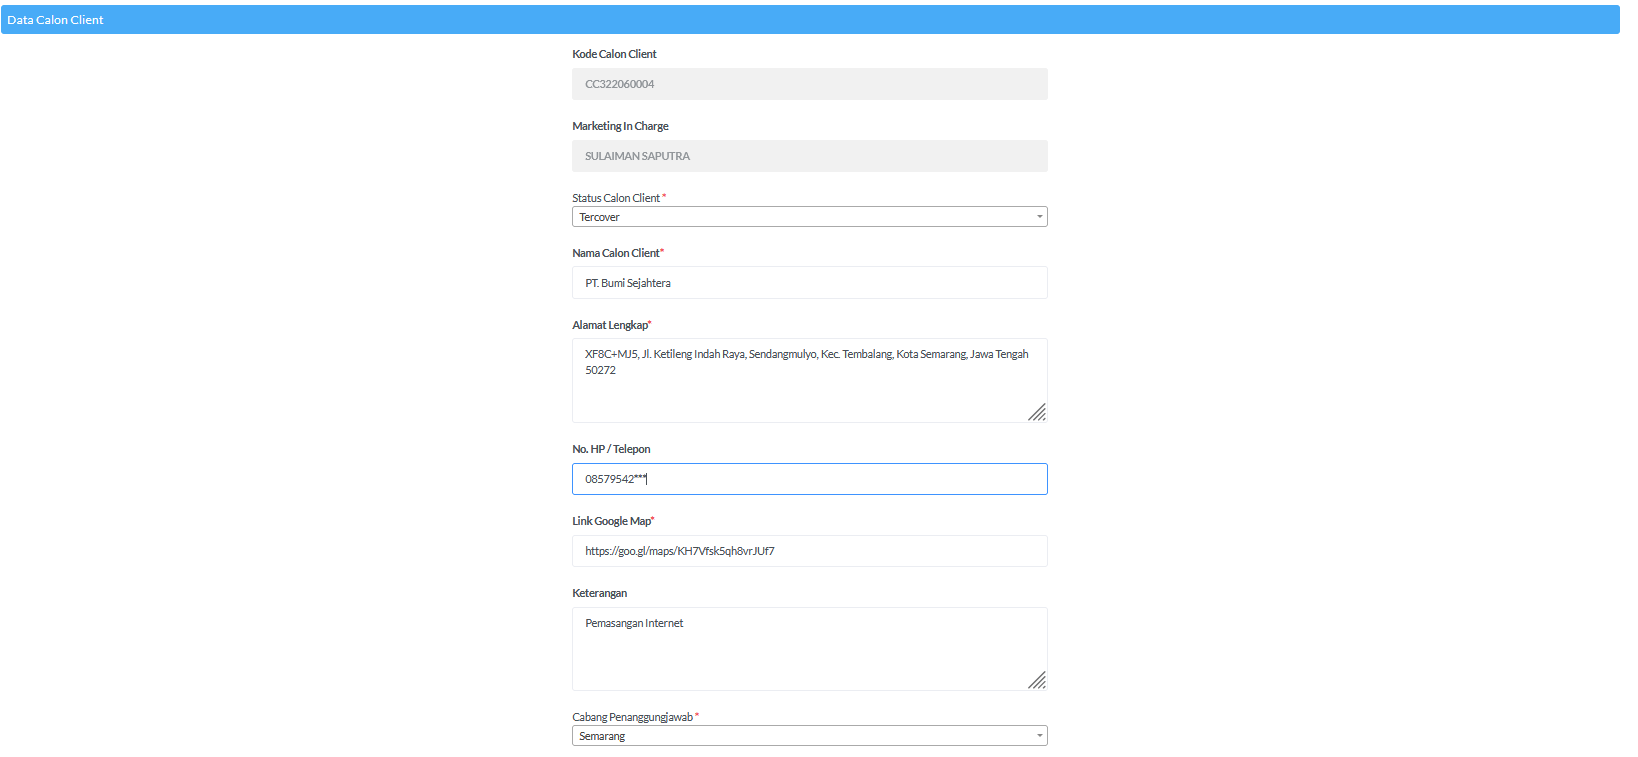 Data Calon Client
Kode Calon Client
CC322060004
Marketing In Charge
SULAIMAN SAPUTRA
Status Calon Client *
Tercover
Nama Calon Client*
PT. Bumi Sejahtera
Alamat Lengkap*
XF8C+MJ5, Jl. Ketileng Indah Raya, Sendangmulyo, Kec. Tembalang, Kota Semarang, Jawa Tengah
50272
No. HP / Telepon
08579542***
Link Google Map*
https://goo.gl/maps/KH7Vfsk5qh8vrJUf7
Keterangan
Pemasangan Internet
Cabang Penanggungjawab *
Semarang